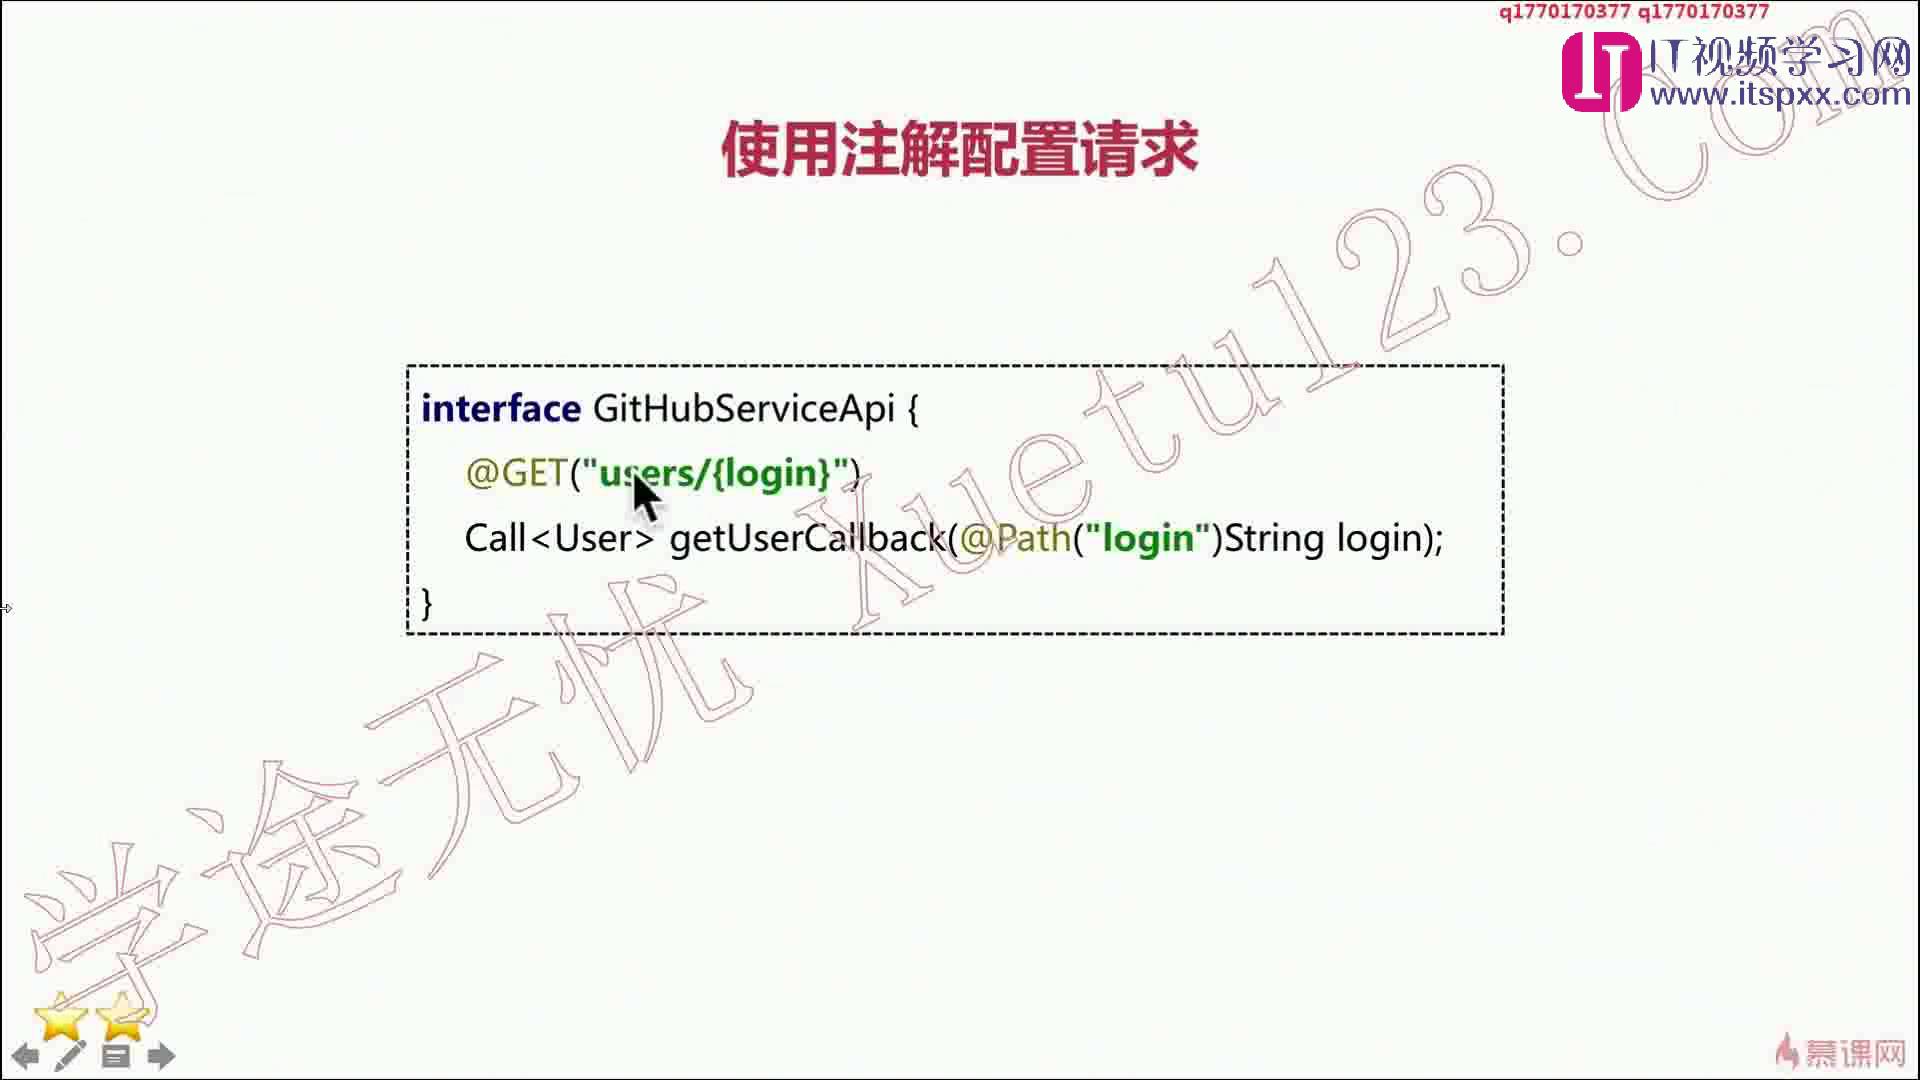 q1770170377 q1770170377
IT视频学习网
www.itspxx.com
使用注解配置请求
interface GitHubServiceApi {
@GET("users/{login}")
Call<User> getUserCallback(@Path("login")String login);
}
学途无忧 Xuetu123.Com
慕课网